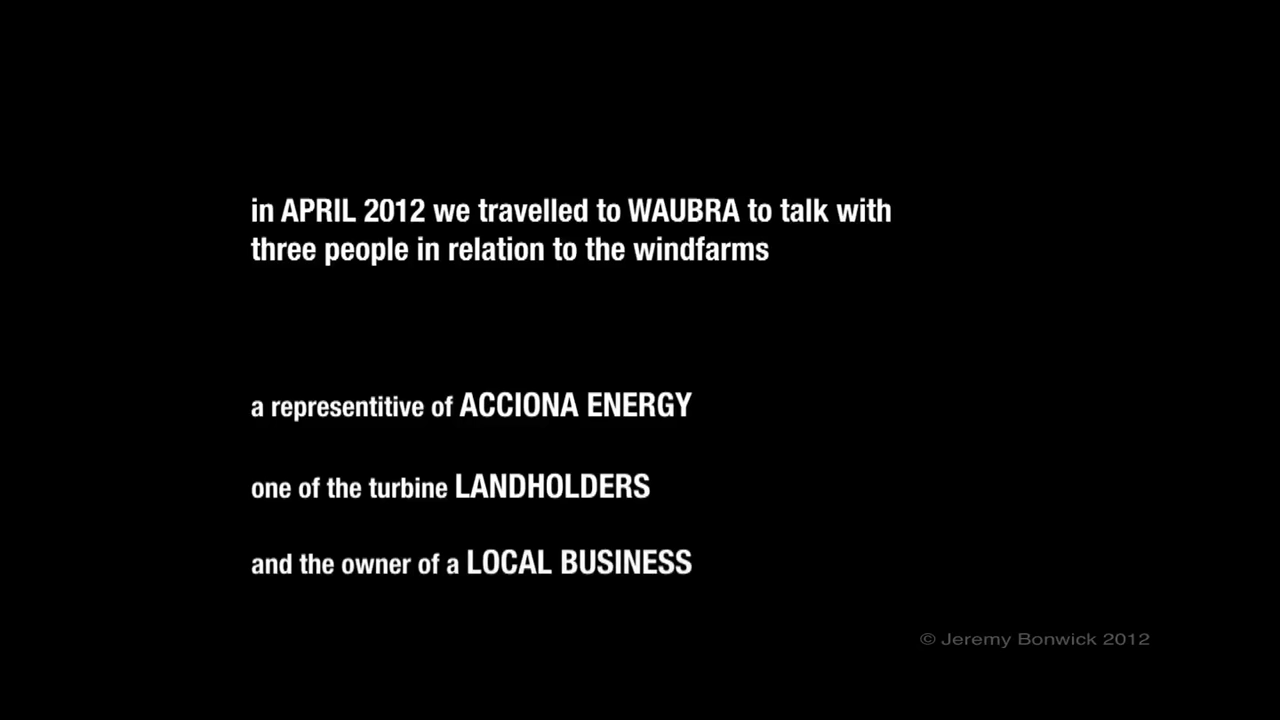 in APRIL 2012 we travelled to WAUBRA to talk with
three people in relation to the windfarms
a representitive of ACCIONA ENERGY
one of the turbine LANDHOLDERS
and the owner of a LOCAL BUSINESS
© Jeremy Bonwick 2012